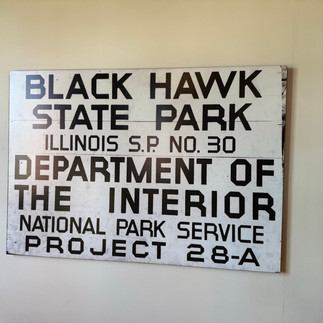 BLACK HAWK
STATE PARK
ILLINOIS S.P. NO. 30
DEPARTMENT OF
THE INTERIOR
NATIONAL PARK SERVICE
PROJECT 28-A